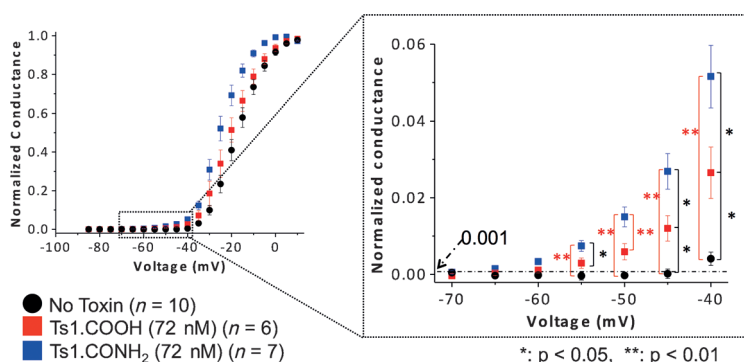 Normalized Conductance
1.0
0.8
0.6
0.4
0.2
0.0
-100 -80 -60 -40 -20 0
Voltage (mV)
No Toxin (n = 10)
Ts1.COOH (72 nM) (n = 6)
Ts1.CONH₂ (72 nM) (n = 7)
Normalized conductance
0.06
0.04
0.02
0.00
0.001
** * ** ** ** * * ** * *
-70 -65 -60 -55 -50 -45 -40
Voltage (mV)
*: p < 0.05, **: p < 0.01